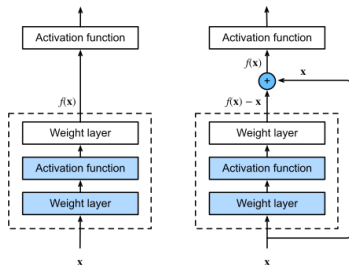 Activation function
f(x)
Weight layer
Activation function
Weight layer
x
Activation function
f(x)
x
+
f(x) − x
Weight layer
Activation function
Weight layer
x